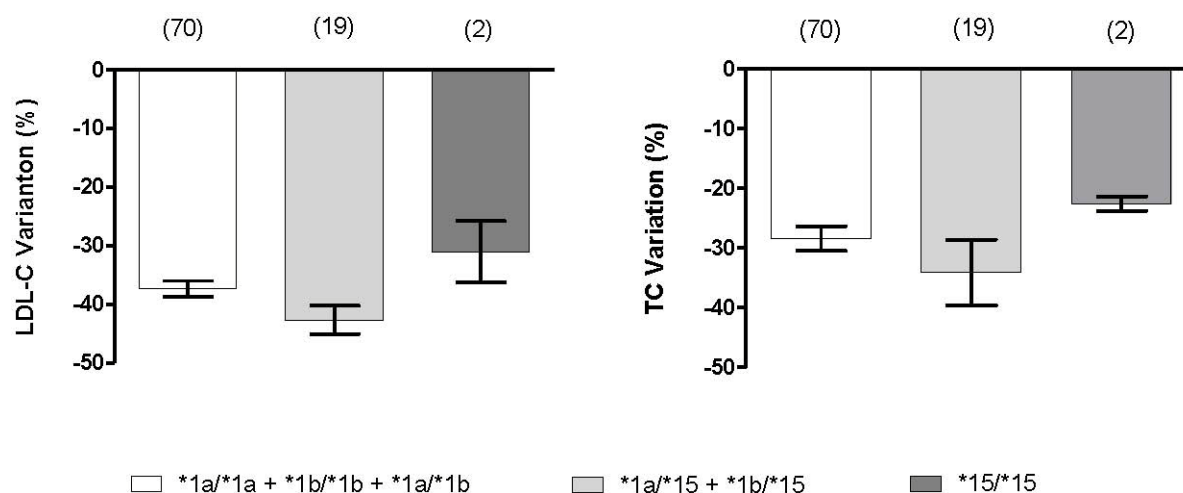 (70) (19) (2)
0
-10
-20
-30
-40
-50
LDL-C Varianton (%)
(70) (19) (2)
0
-10
-20
-30
-40
-50
TC Variation (%)
*1a/*1a + *1b/*1b + *1a/*1b *1a/*15 + *1b/*15 *15/*15